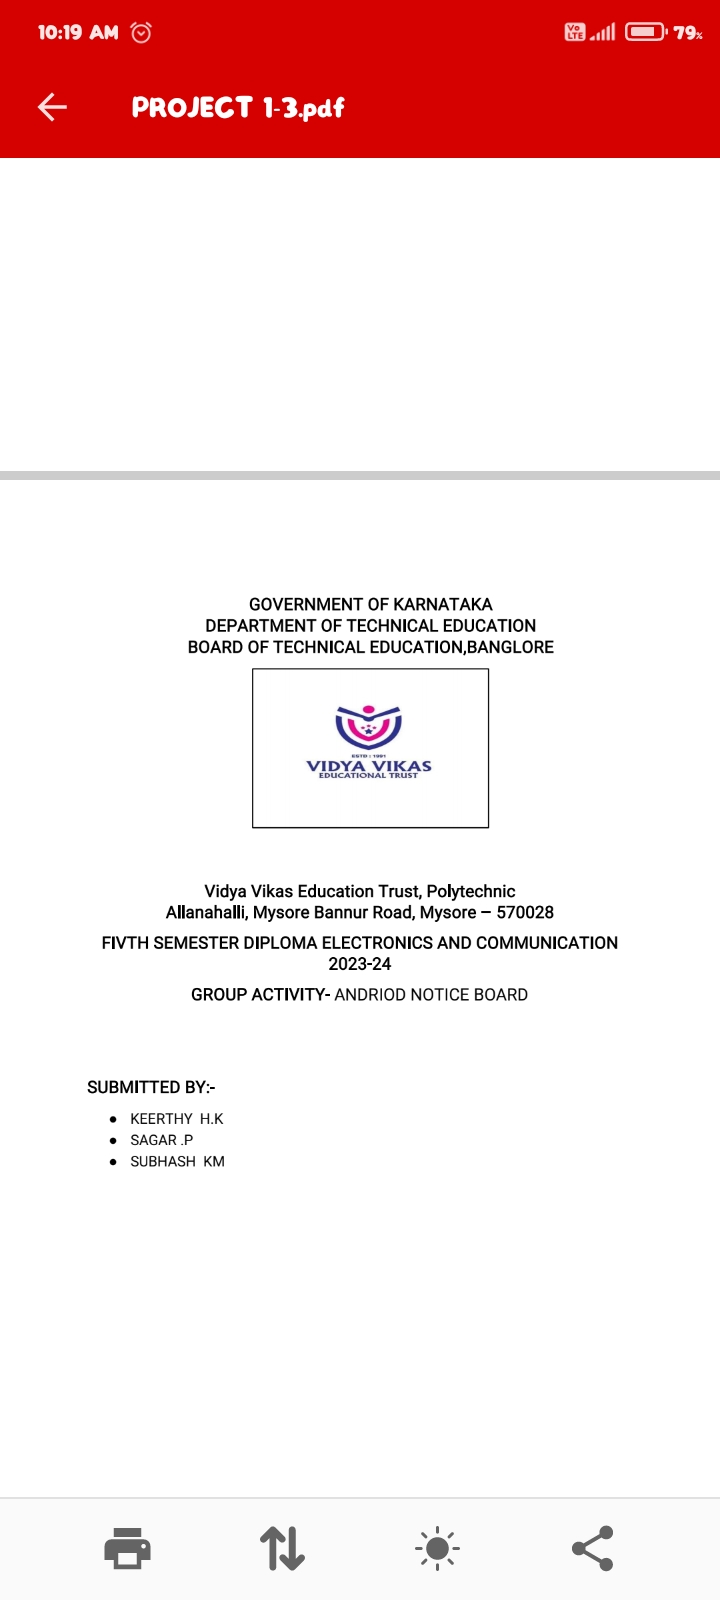 10:19 AM
Vo LTE
79%
PROJECT 1-3.pdf
GOVERNMENT OF KARNATAKA
DEPARTMENT OF TECHNICAL EDUCATION
BOARD OF TECHNICAL EDUCATION,BANGLORE
ESTD : 1991
VIDYA VIKAS
EDUCATIONAL TRUST
Vidya Vikas Education Trust, Polytechnic
Allanahalli, Mysore Bannur Road, Mysore – 570028
FIVTH SEMESTER DIPLOMA ELECTRONICS AND COMMUNICATION
2023-24
GROUP ACTIVITY- ANDRIOD NOTICE BOARD
SUBMITTED BY:-
● KEERTHY H.K
● SAGAR .P
● SUBHASH KM